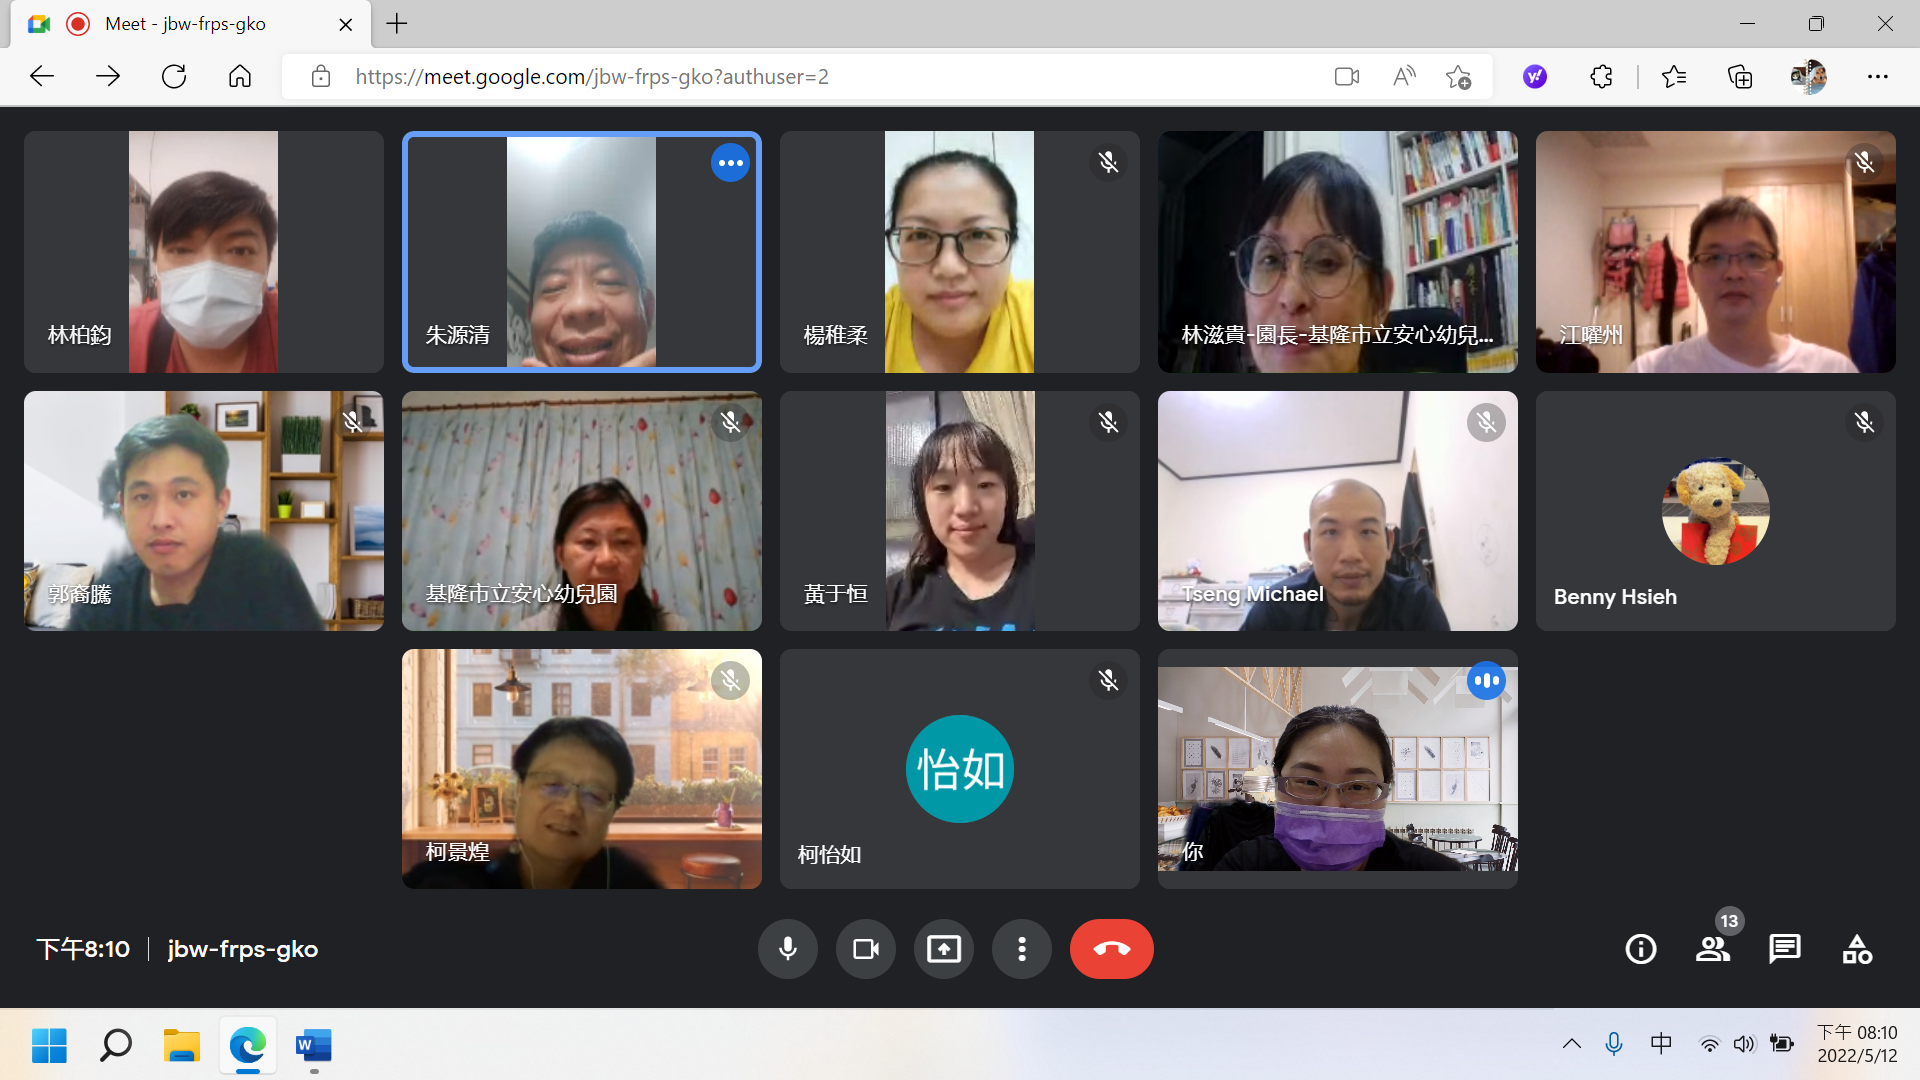 Meet - jbw-frps-gko
https://meet.google.com/jbw-frps-gko?authuser=2
林柏鈞
朱源清
楊稚柔
林滋貴-園長-基隆市立安心幼兒...
江曜州
郭裔騰
基隆市立安心幼兒園
黃于恒
Tseng Michael
Benny Hsieh
柯景煌
怡如
柯怡如
你
下午8:10
jbw-frps-gko
13
中
下午 08:10
2022/5/12